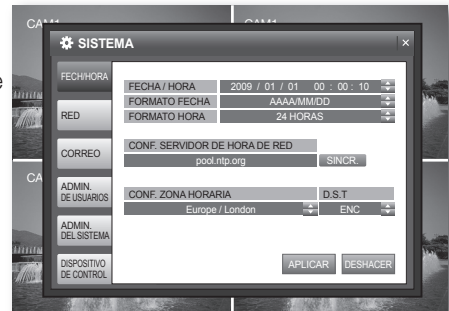 CAM1
CAM1
SISTEMA
×
FECH/HORA
RED
CORREO
ADMIN.
DE USUARIOS
ADMIN.
DEL SISTEMA
DISPOSITIVO
DE CONTROL
FECHA / HORA 2009 / 01 / 01 00 : 00 : 10
FORMATO FECHA AAAA/MM/DD
FORMATO HORA 24 HORAS
CONF. SERVIDOR DE HORA DE RED
pool.ntp.org SINCR.
CONF. ZONA HORARIA D.S.T
Europe / London ENC
APLICAR DESHACER
CA
e